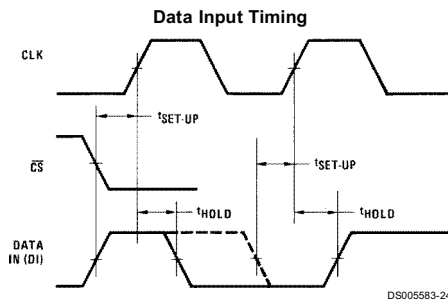 Data Input Timing
CLK
tSET-UP
CS
tSET-UP
tHOLD
tHOLD
DATA
IN (DI)
DS005583-24